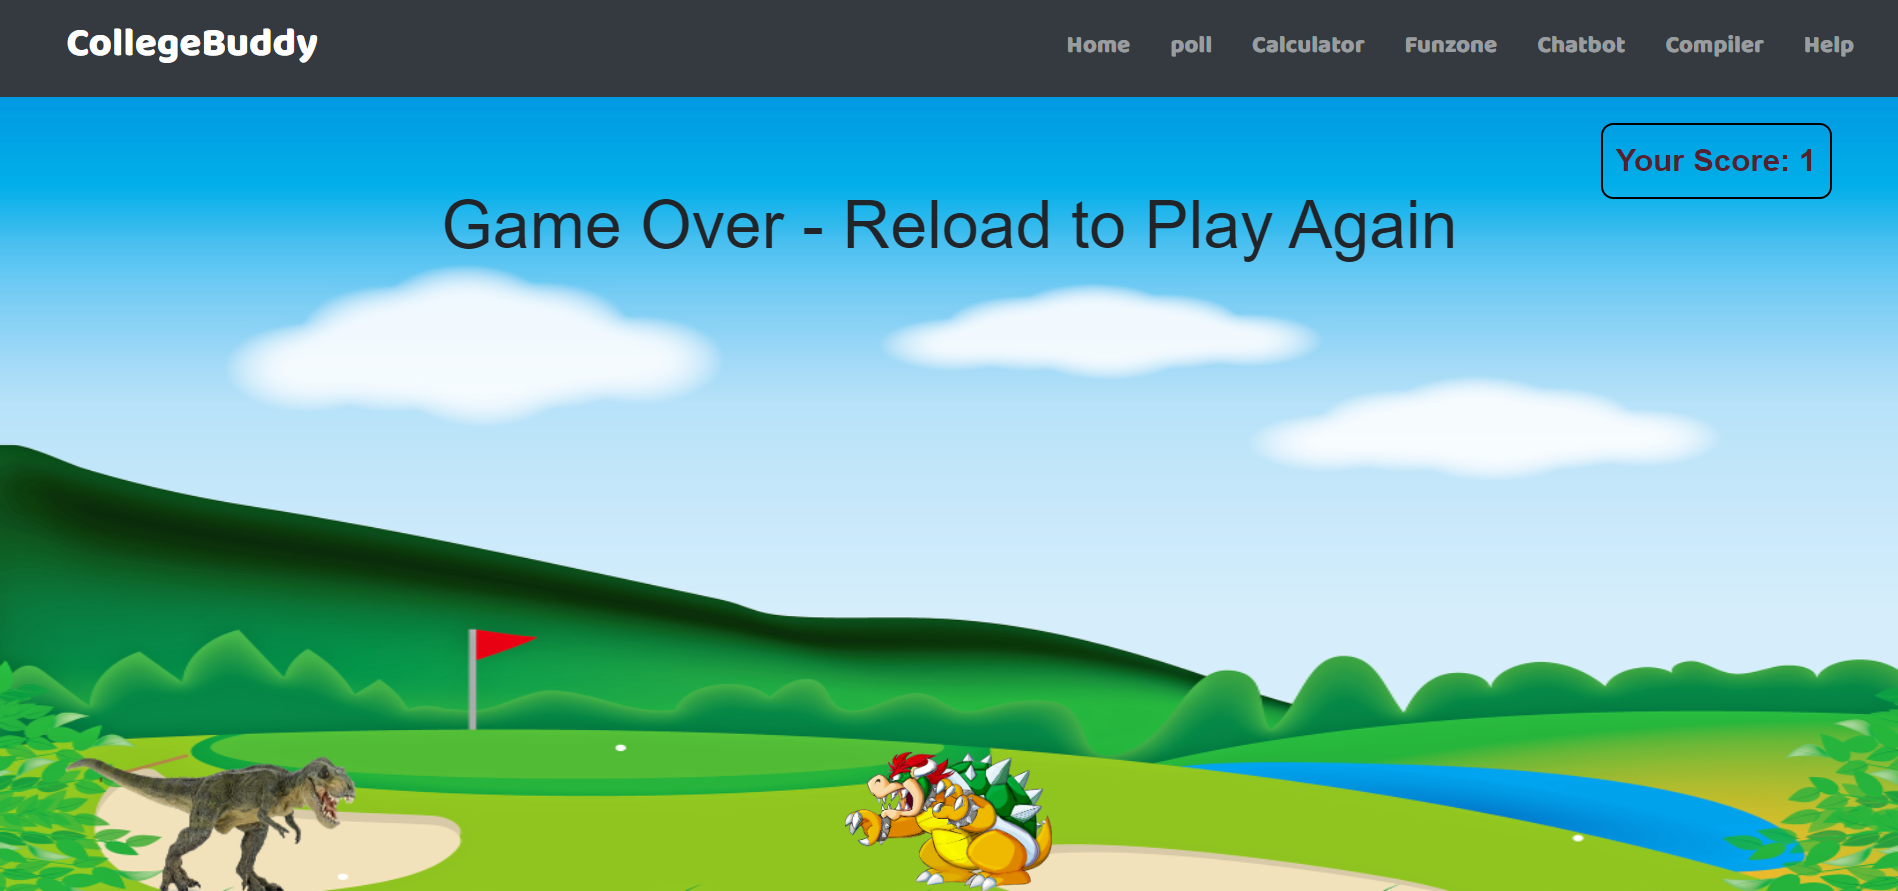 CollegeBuddy
Home poll Calculator Funzone Chatbot Compiler Help
Your Score: 1
Game Over - Reload to Play Again